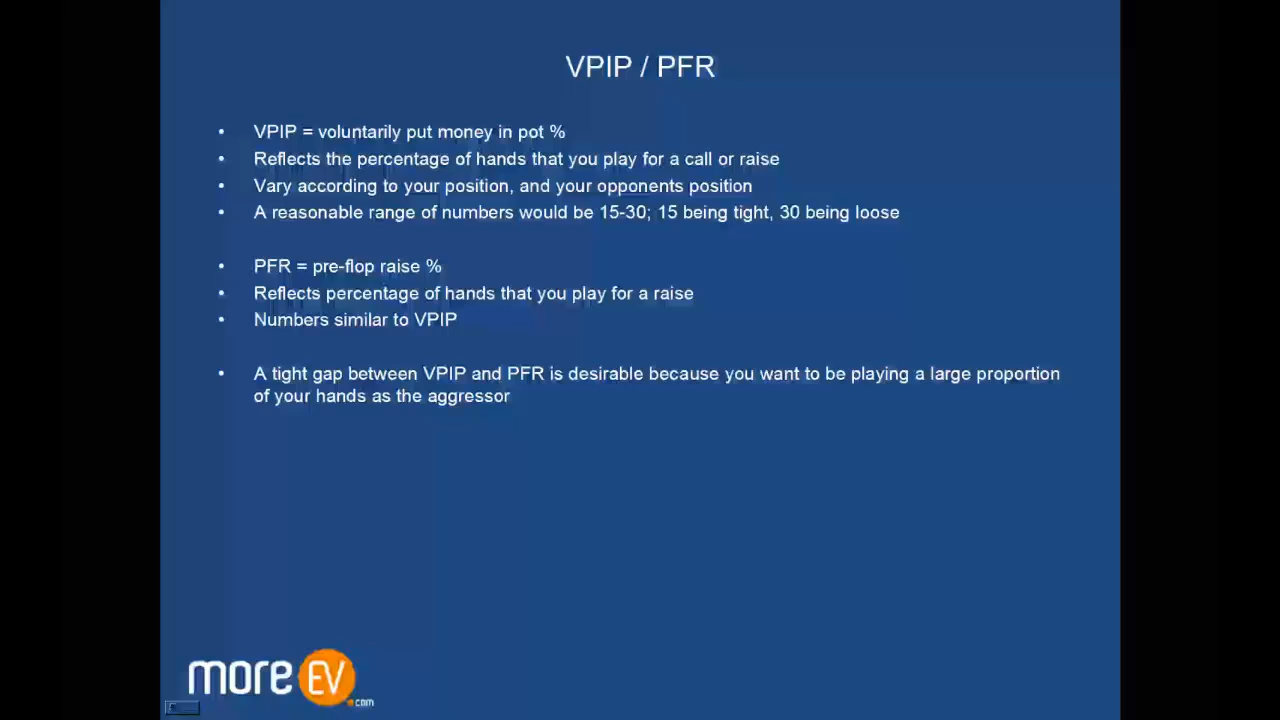 VPIP / PFR
• VPIP = voluntarily put money in pot %
• Reflects the percentage of hands that you play for a call or raise
• Vary according to your position, and your opponents position
• A reasonable range of numbers would be 15-30; 15 being tight, 30 being loose
• PFR = pre-flop raise %
• Reflects percentage of hands that you play for a raise
• Numbers similar to VPIP
• A tight gap between VPIP and PFR is desirable because you want to be playing a large proportion
of your hands as the aggressor
more EV .com